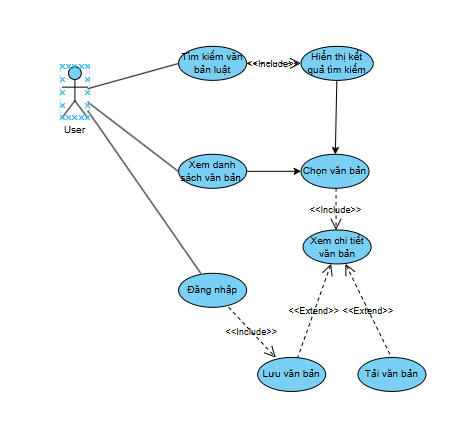 Tìm kiếm văn
bản luật
<<Include>>
Hiển thị kết
quả tìm kiếm
User
Xem danh
sách văn bản
Chọn văn bản
<<Include>>
Xem chi tiết
văn bản
Đăng nhập
<<Extend>>
<<Extend>>
<<Include>>
Lưu văn bản
Tải văn bản